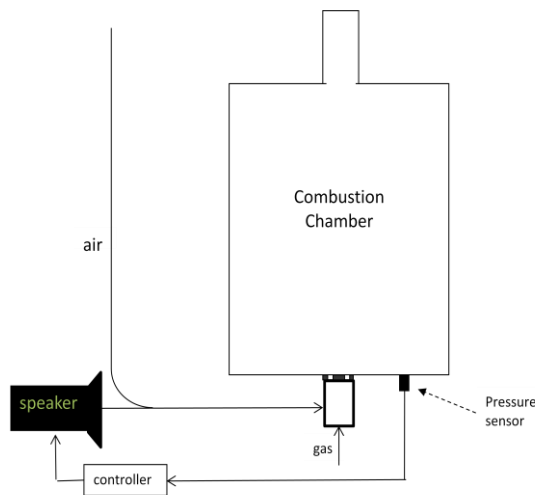 Combustion
Chamber
air
speaker
Pressure
sensor
gas
controller